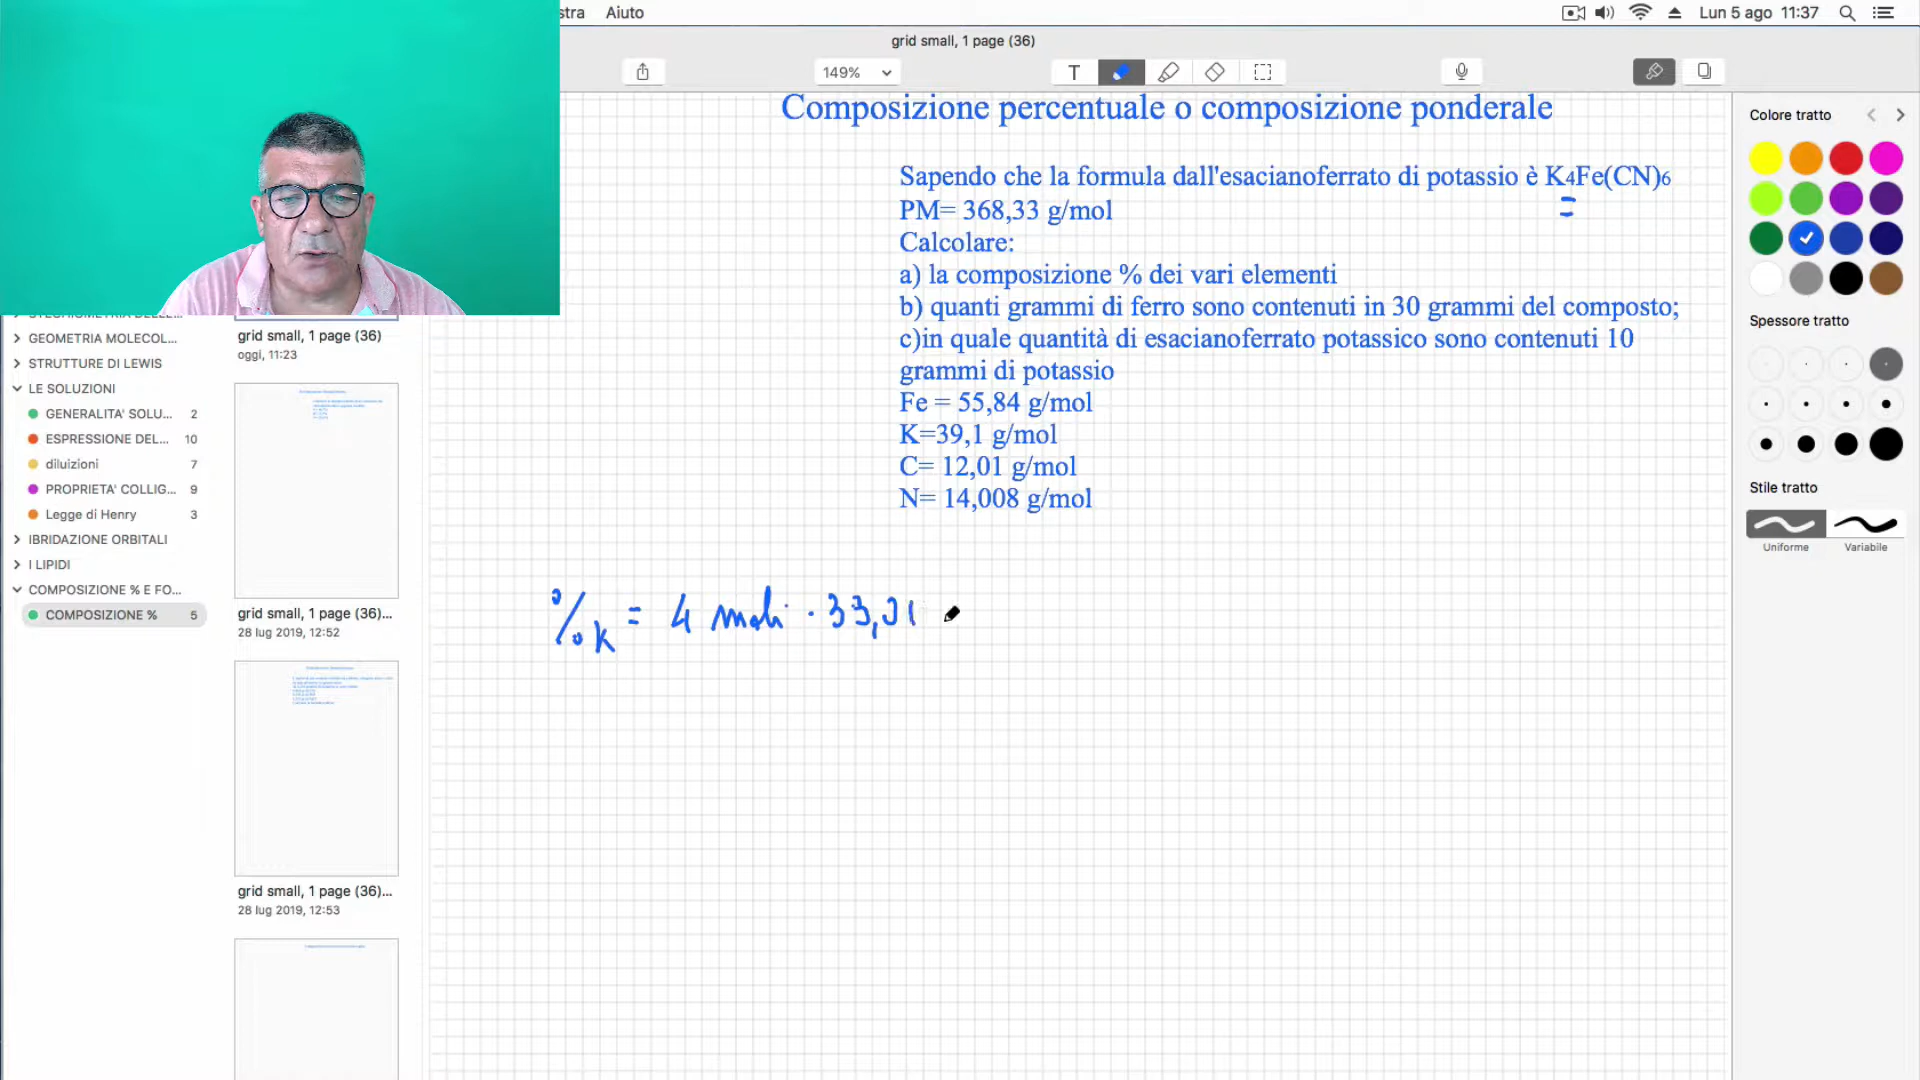 stra Aiuto
Lun 5 ago 11:37
grid small, 1 page (36)
149%
T
Composizione percentuale o composizione ponderale
Sapendo che la formula dall'esacianoferrato di potassio è K4Fe(CN)6
PM= 368,33 g/mol
Calcolare:
a) la composizione % dei vari elementi
b) quanti grammi di ferro sono contenuti in 30 grammi del composto;
c)in quale quantità di esacianoferrato potassico sono contenuti 10
grammi di potassio
Fe = 55,84 g/mol
K=39,1 g/mol
C= 12,01 g/mol
N= 14,008 g/mol
%K = 4 moli · 39,01
GEOMETRIA MOLECOL...
STRUTTURE DI LEWIS
LE SOLUZIONI
GENERALITA' SOLU... 2
ESPRESSIONE DEL... 10
diluizioni 7
PROPRIETA' COLLIG... 9
Legge di Henry 3
IBRIDAZIONE ORBITALI
I LIPIDI
COMPOSIZIONE % E FO...
COMPOSIZIONE % 5
grid small, 1 page (36)
oggi, 11:23
grid small, 1 page (36)...
28 lug 2019, 12:52
grid small, 1 page (36)...
28 lug 2019, 12:53
Colore tratto
Spessore tratto
Stile tratto
Uniforme Variabile